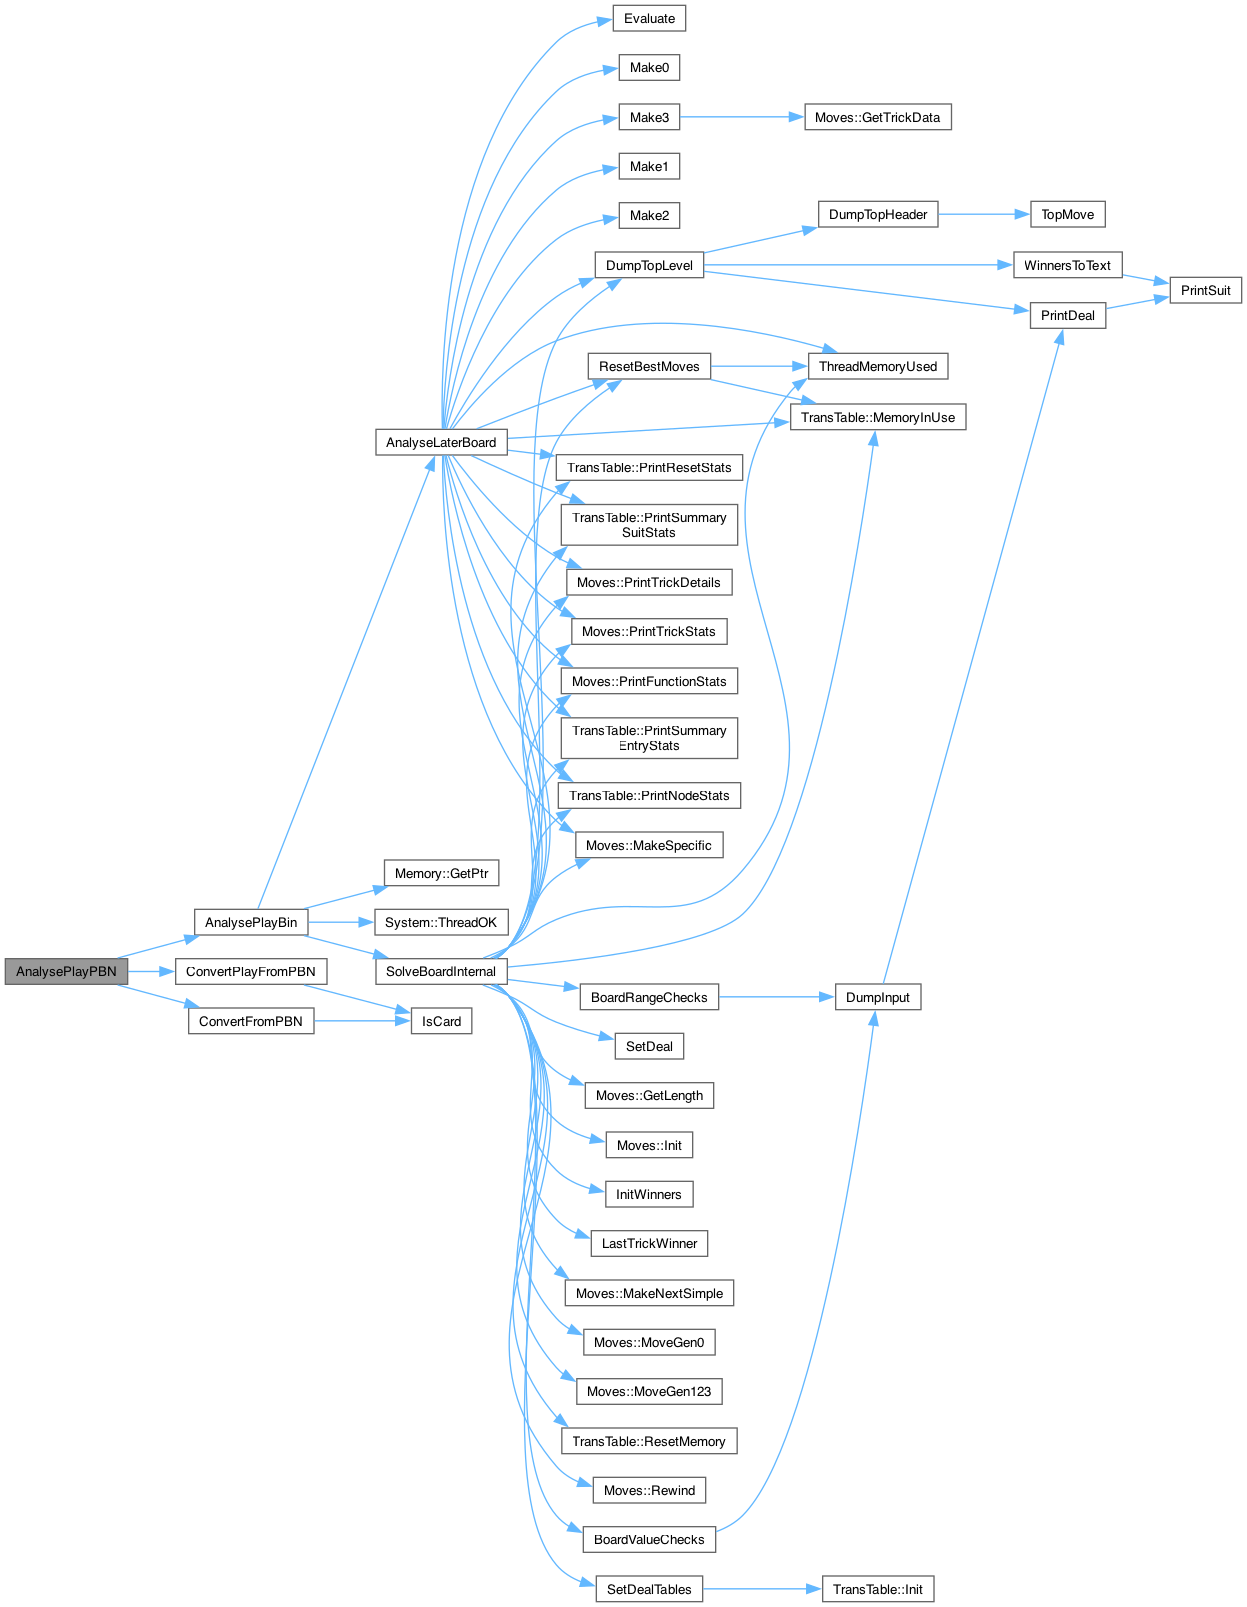 Evaluate
Make0
Make3
Moves::GetTrickData
Make1
Make2
DumpTopHeader
TopMove
DumpTopLevel
WinnersToText
PrintSuit
PrintDeal
ResetBestMoves
ThreadMemoryUsed
TransTable::MemoryInUse
AnalyseLaterBoard
TransTable::PrintResetStats
TransTable::PrintSummary
SuitStats
Moves::PrintTrickDetails
Moves::PrintTrickStats
Moves::PrintFunctionStats
TransTable::PrintSummary
EntryStats
TransTable::PrintNodeStats
Moves::MakeSpecific
Memory::GetPtr
AnalysePlayBin
System::ThreadOK
AnalysePlayPBN
ConvertPlayFromPBN
SolveBoardInternal
BoardRangeChecks
DumpInput
ConvertFromPBN
IsCard
SetDeal
Moves::GetLength
Moves::Init
InitWinners
LastTrickWinner
Moves::MakeNextSimple
Moves::MoveGen0
Moves::MoveGen123
TransTable::ResetMemory
Moves::Rewind
BoardValueChecks
SetDealTables
TransTable::Init